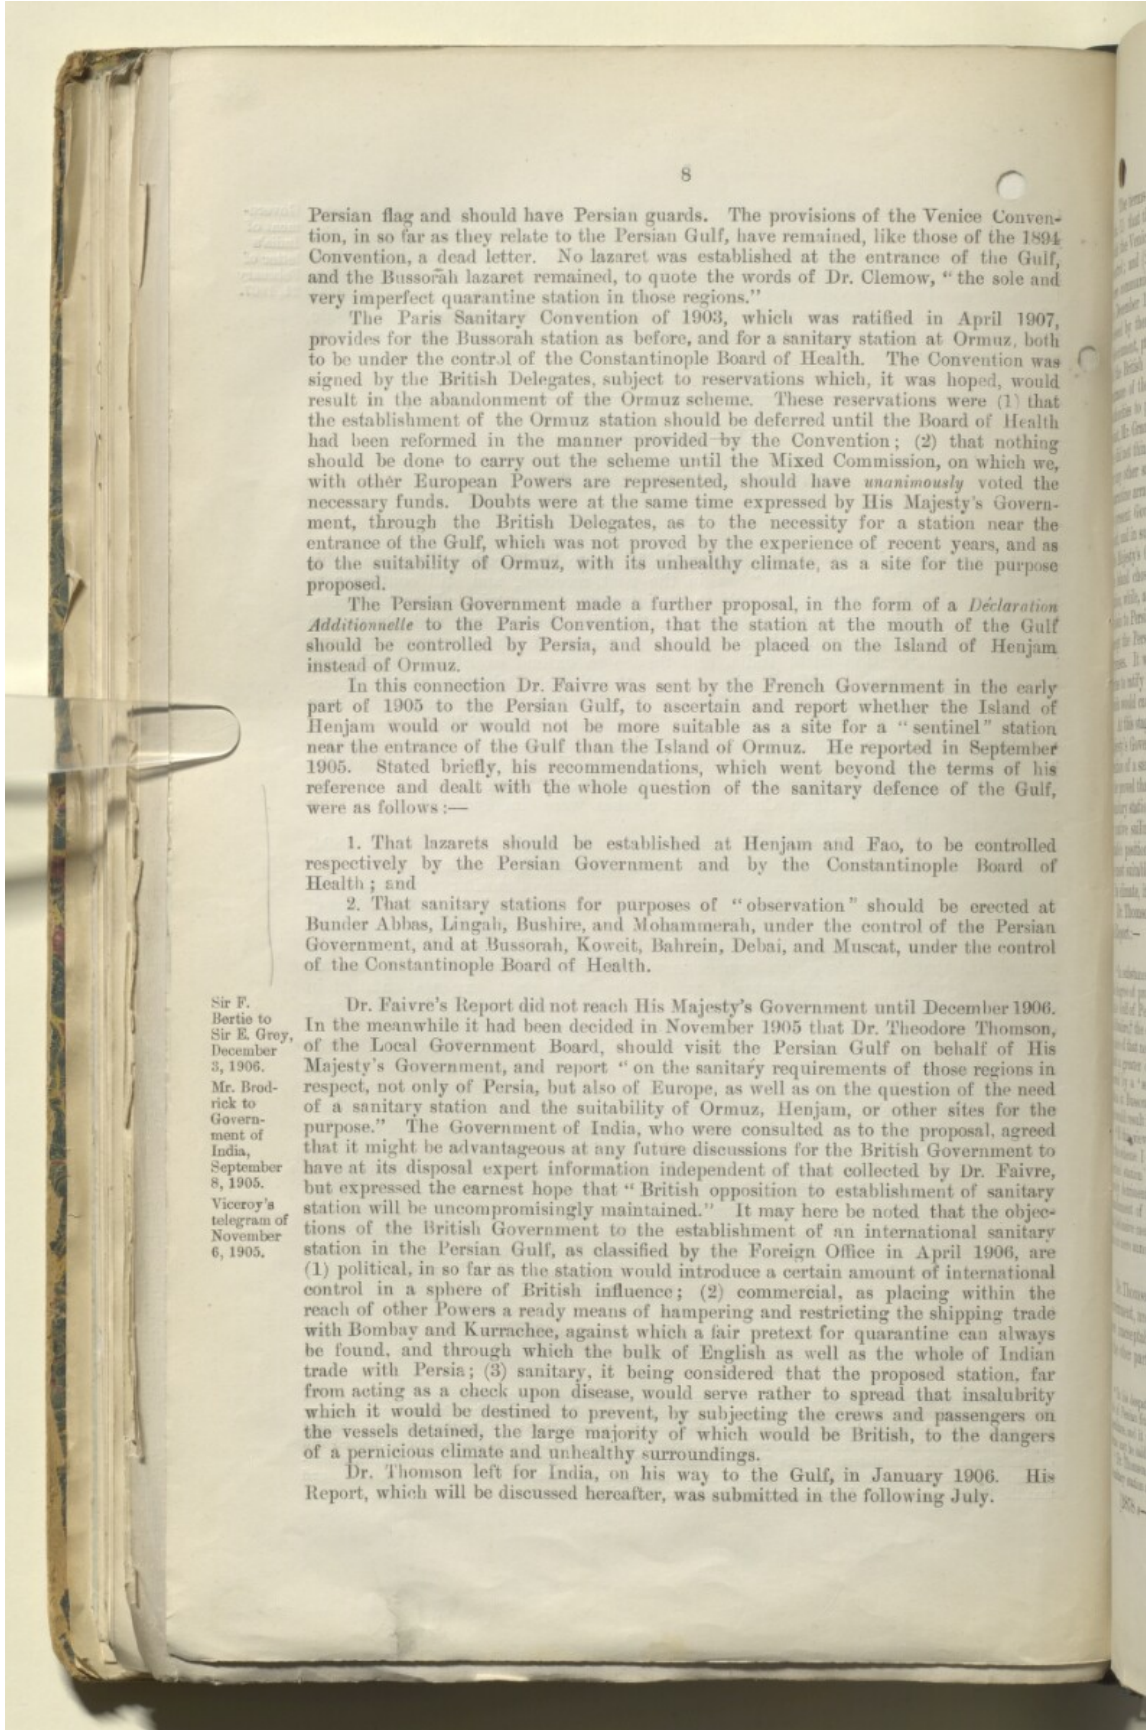 8
Persian flag and should have Persian guards. The provisions of the Venice Conven-
tion, in so far as they relate to the Persian Gulf, have remained, like those of the 1894
Convention, a dead letter. No lazaret was established at the entrance of the Gulf,
and the Bussorah lazaret remained, to quote the words of Dr. Clemow, “ the sole and
very imperfect quarantine station in those regions.”
The Paris Sanitary Convention of 1903, which was ratified in April 1907,
provides for the Bussorah station as before, and for a sanitary station at Ormuz, both
to be under the control of the Constantinople Board of Health. The Convention was
signed by the British Delegates, subject to reservations which, it was hoped, would
result in the abandonment of the Ormuz scheme. These reservations were (1) that
the establishment of the Ormuz station should be deferred until the Board of Health
had been reformed in the manner provided by the Convention ; (2) that nothing
should be done to carry out the scheme until the Mixed Commission, on which we,
with other European Powers are represented, should have unanimously voted the
necessary funds. Doubts were at the same time expressed by His Majesty's Govern-
ment, through the British Delegates, as to the necessity for a station near the
entrance of the Gulf, which was not proved by the experience of recent years, and as
to the suitability of Ormuz, with its unhealthy climate, as a site for the purpose
proposed.
The Persian Government made a further proposal, in the form of a Déclaration
Additionnelle to the Paris Convention, that the station at the mouth of the Gulf
should be controlled by Persia, and should be placed on the Island of Henjam
instead of Ormuz.
In this connection Dr. Faivre was sent by the French Government in the early
part of 1905 to the Persian Gulf, to ascertain and report whether the Island of
Henjam would or would not be more suitable as a site for a “ sentinel ” station
near the entrance of the Gulf than the Island of Ormuz. He reported in September
1905. Stated briefly, his recommendations, which went beyond the terms of his
reference and dealt with the whole question of the sanitary defence of the Gulf,
were as follows :—
1. That lazarets should be established at Henjam and Fao, to be controlled
respectively by the Persian Government and by the Constantinople Board of
Health ; and
2. That sanitary stations for purposes of “ observation ” should be erected at
Bunder Abbas, Lingah, Bushire, and Mohammerah, under the control of the Persian
Government, and at Bussorah, Koweit, Bahrein, Debai, and Muscat, under the control
of the Constantinople Board of Health.
Sir F.
Bertie to
Sir E. Grey,
December
3, 1906.
Mr. Brod-
rick to
Govern-
ment of
India,
September
8, 1905.
Viceroy's
telegram of
November
6, 1905.
Dr. Faivre's Report did not reach His Majesty's Government until December 1906.
In the meanwhile it had been decided in November 1905 that Dr. Theodore Thomson,
of the Local Government Board, should visit the Persian Gulf on behalf of His
Majesty's Government, and report “ on the sanitary requirements of those regions in
respect, not only of Persia, but also of Europe, as well as on the question of the need
of a sanitary station and the suitability of Ormuz, Henjam, or other sites for the
purpose.” The Government of India, who were consulted as to the proposal, agreed
that it might be advantageous at any future discussions for the British Government to
have at its disposal expert information independent of that collected by Dr. Faivre,
but expressed the earnest hope that “ British opposition to establishment of sanitary
station will be uncompromisingly maintained.” It may here be noted that the objec-
tions of the British Government to the establishment of an international sanitary
station in the Persian Gulf, as classified by the Foreign Office in April 1906, are
(1) political, in so far as the station would introduce a certain amount of international
control in a sphere of British influence ; (2) commercial, as placing within the
reach of other Powers a ready means of hampering and restricting the shipping trade
with Bombay and Kurrachee, against which a fair pretext for quarantine can always
be found, and through which the bulk of English as well as the whole of Indian
trade with Persia ; (3) sanitary, it being considered that the proposed station, far
from acting as a check upon disease, would serve rather to spread that insalubrity
which it would be destined to prevent, by subjecting the crews and passengers on
the vessels detained, the large majority of which would be British, to the dangers
of a pernicious climate and unhealthy surroundings.
Dr. Thomson left for India, on his way to the Gulf, in January 1906. His
Report, which will be discussed hereafter, was submitted in the following July.